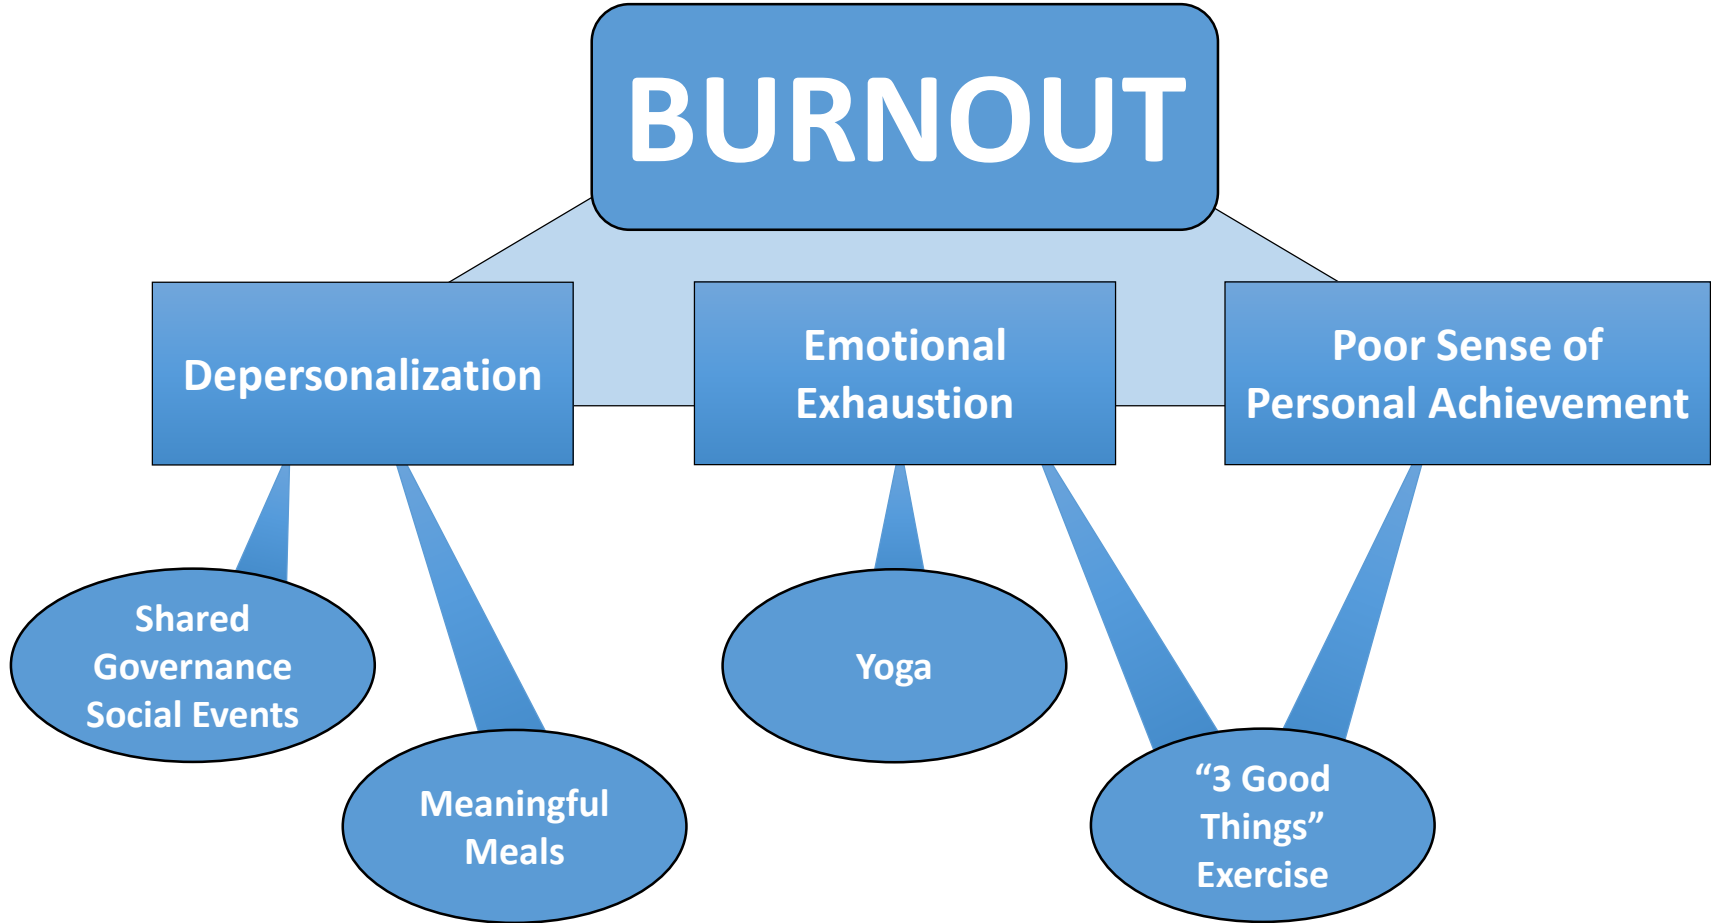 BURNOUT
Depersonalization
Emotional
Exhaustion
Poor Sense of
Personal Achievement
Shared
Governance
Social Events
Meaningful
Meals
Yoga
“3 Good
Things”
Exercise